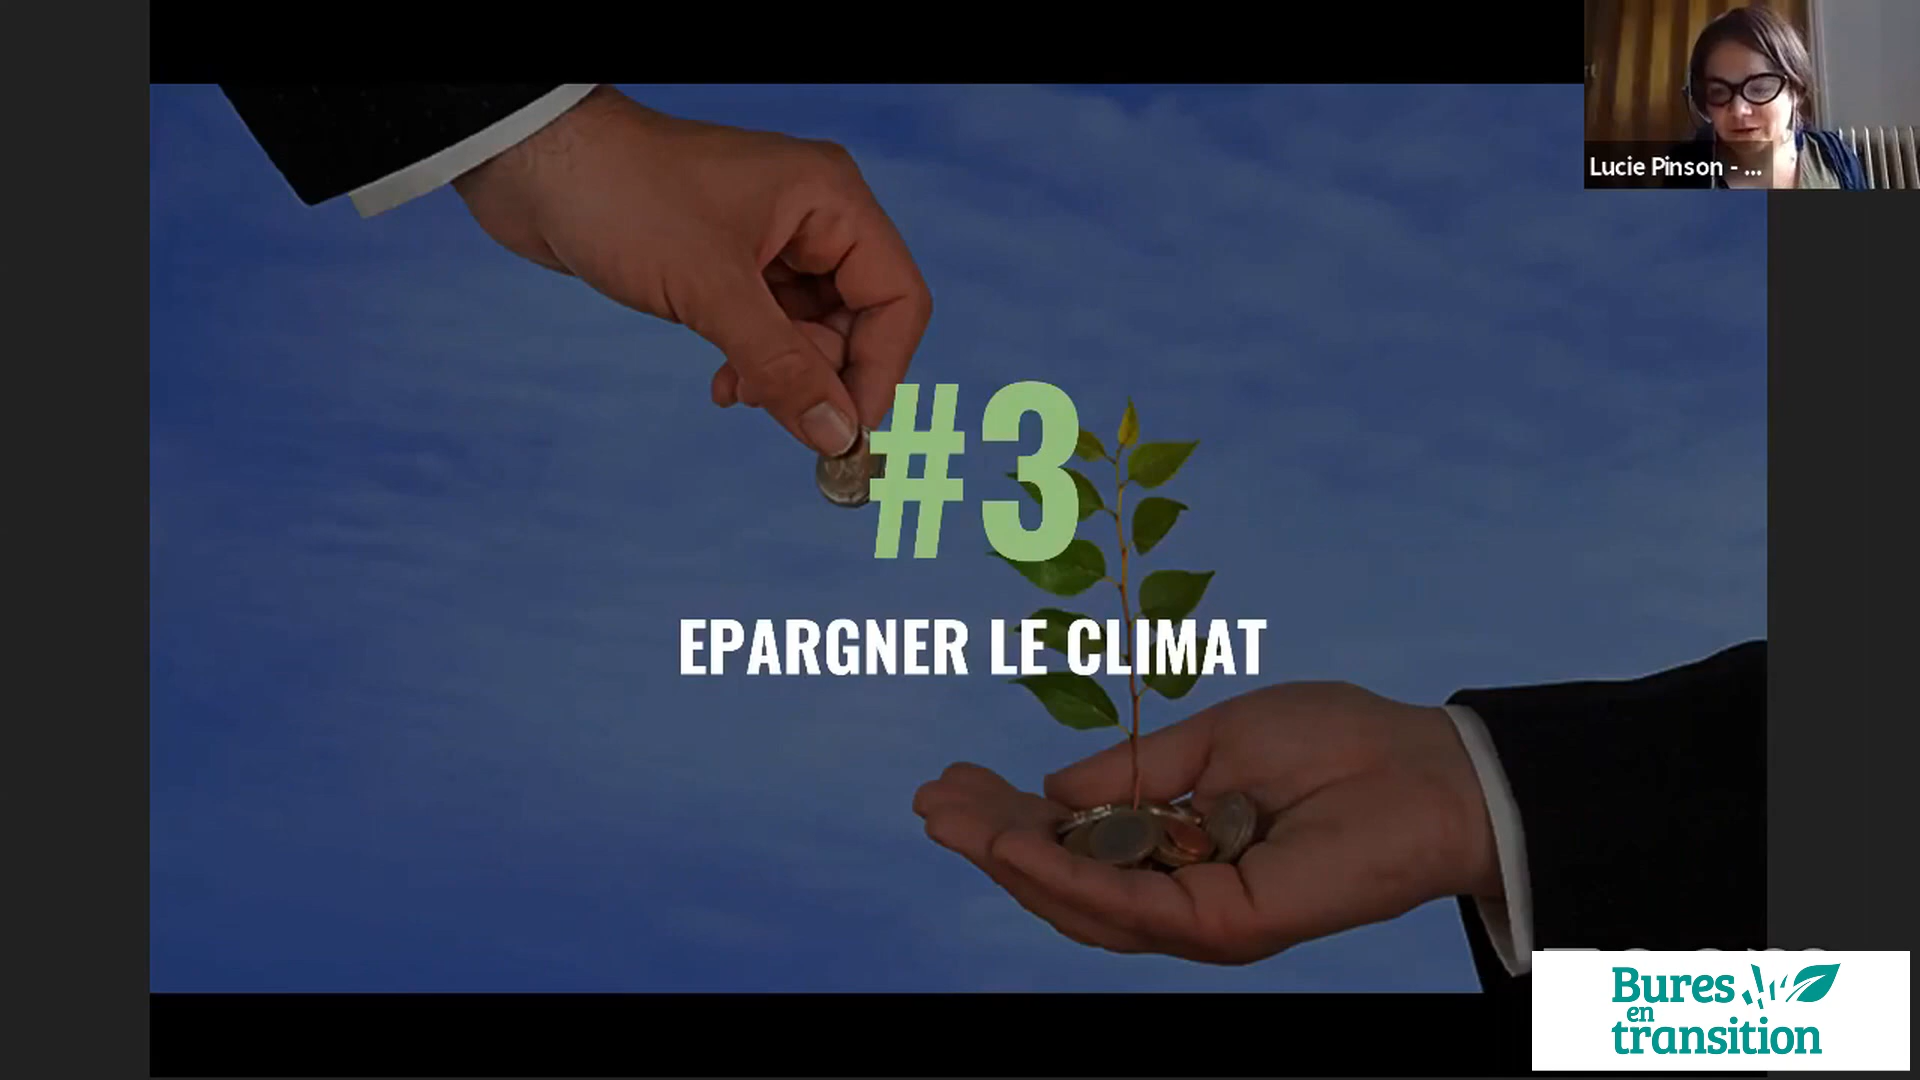 Lucie Pinson - ...
#3
EPARGNER LE CLIMAT
Bures
en
transition